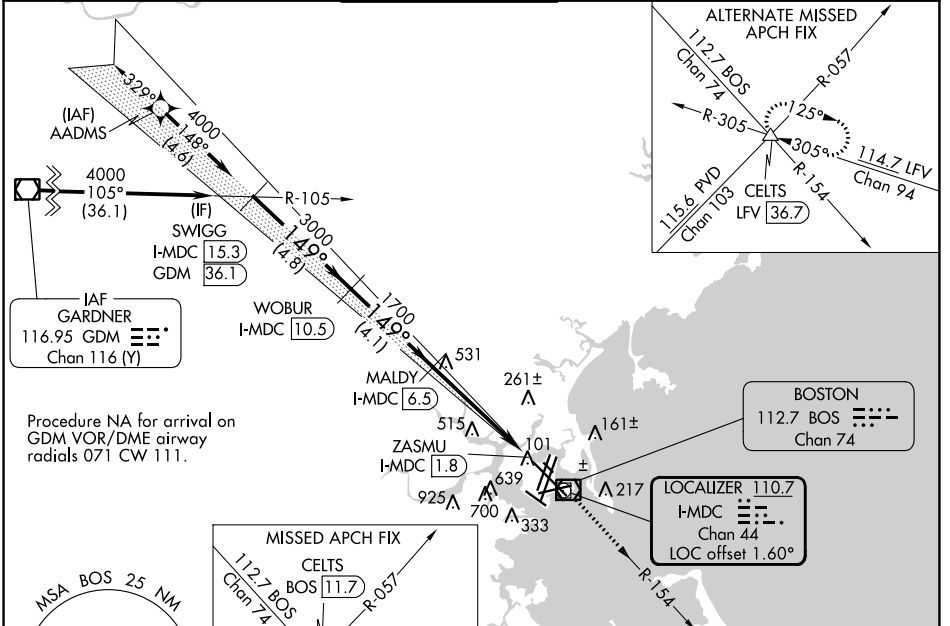 ALTERNATE MISSED
APCH FIX
112.7 BOS
Chan 74
R-057
R-305
125°
305°
114.7 LFV
Chan 94
R-154
115.6 PVD
Chan 103
CELTS
LFV 36.7
329°
(IAF)
AADMS
4000
148°
(4.6)
4000
105°
(36.1)
R-105
(IF)
SWIGG
I-MDC 15.3
GDM 36.1
3000
149°
(4.8)
IAF
GARDNER
116.95 GDM
Chan 116 (Y)
WOBUR
I-MDC 10.5
1700
149°
(4.1)
MALDY
I-MDC 6.5
531
261±
515
161±
BOSTON
112.7 BOS
Chan 74
Procedure NA for arrival on
GDM VOR/DME airway
radials 071 CW 111.
ZASMU
I-MDC 1.8
101
±
639
925
700
333
217
LOCALIZER 110.7
I-MDC
Chan 44
LOC offset 1.60°
R-154
MISSED APCH FIX
CELTS
BOS 11.7
112.7 BOS
Chan 74
R-057
MSA BOS 25 NM